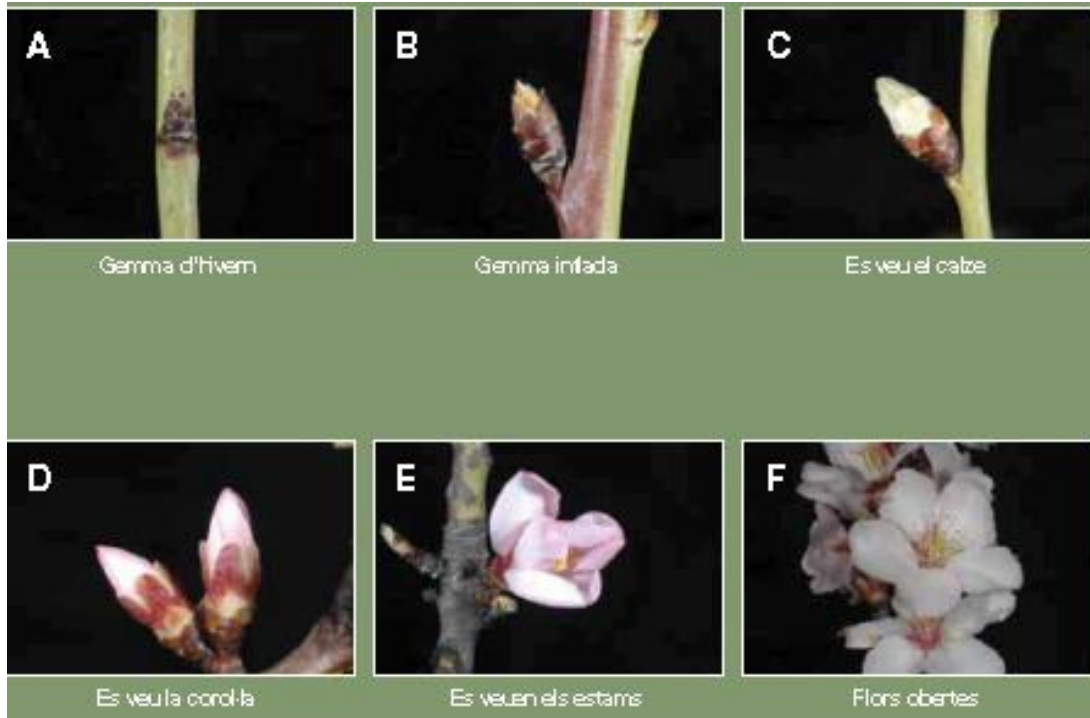 A
B
C
Gemma d'hivern
Gemma inflada
Es veu el calze
D
E
F
Es veu la corol·la
Es veuen els estams
Flors obertes